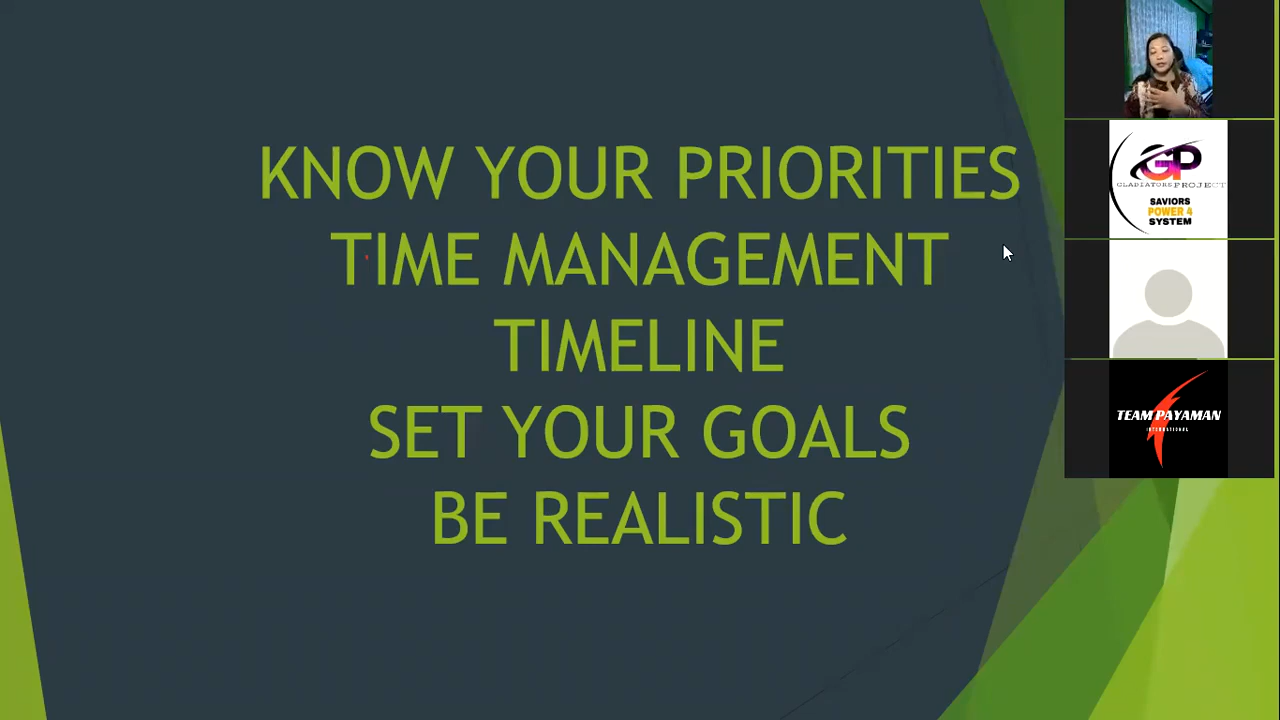 KNOW YOUR PRIORITIES
TIME MANAGEMENT
TIMELINE
SET YOUR GOALS
BE REALISTIC
GP
GLADIATORS PROJECT
SAVIORS
POWER 4
SYSTEM
TEAM PAYAMAN
INTERNATIONAL